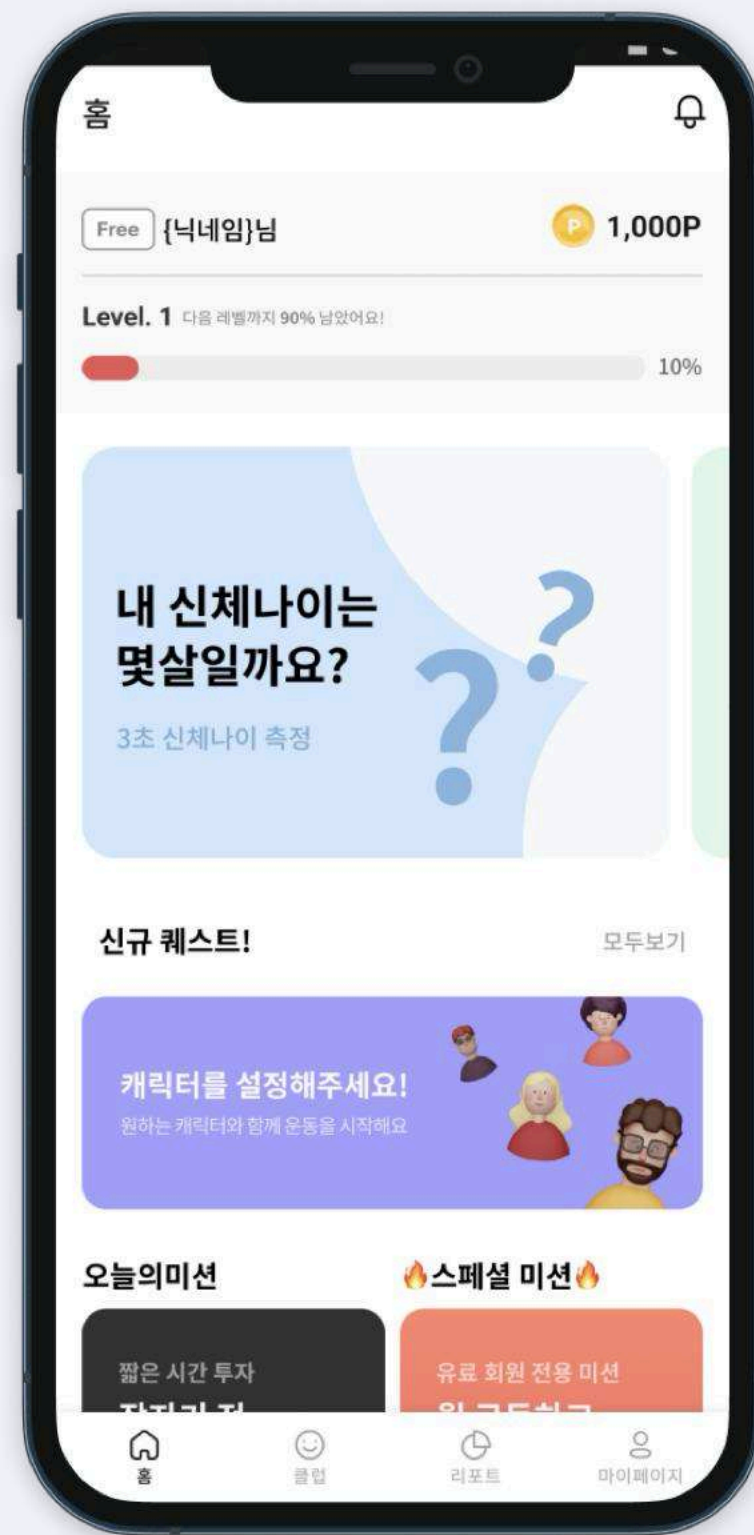 홈
Free {닉네임}님
P 1,000P
Level. 1 다음 레벨까지 90% 남았어요!
10%
내 신체나이는
몇살일까요?
3초 신체나이 측정
? ?
신규 퀘스트!
모두보기
캐릭터를 설정해주세요!
원하는 캐릭터와 함께 운동을 시작해요
오늘의미션
🔥스페셜 미션🔥
짧은 시간 투자
유료 회원 전용 미션
홈
클럽
리포트
마이페이지